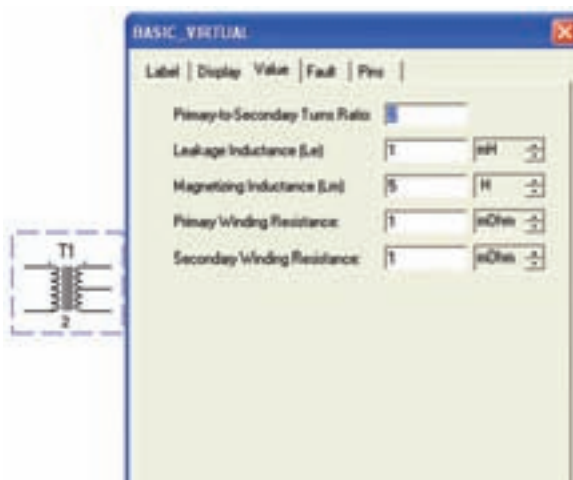 BASIC_VIRTUAL
Label Display Value Fault Pins
Primary-to-Secondary Turns Ratio:
Leakage Inductance (Le) 1 mH
Magnetizing Inductance (Lm) 5 H
Primary Winding Resistance: 1 mOhm
Secondary Winding Resistance: 1 mOhm
T1
2